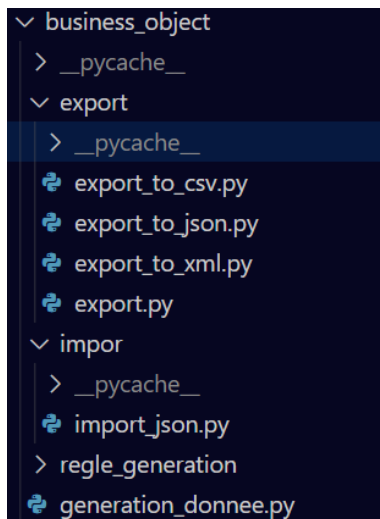 business_object
__pycache__
export
__pycache__
export_to_csv.py
export_to_json.py
export_to_xml.py
export.py
impor
__pycache__
import_json.py
regle_generation
generation_donnee.py